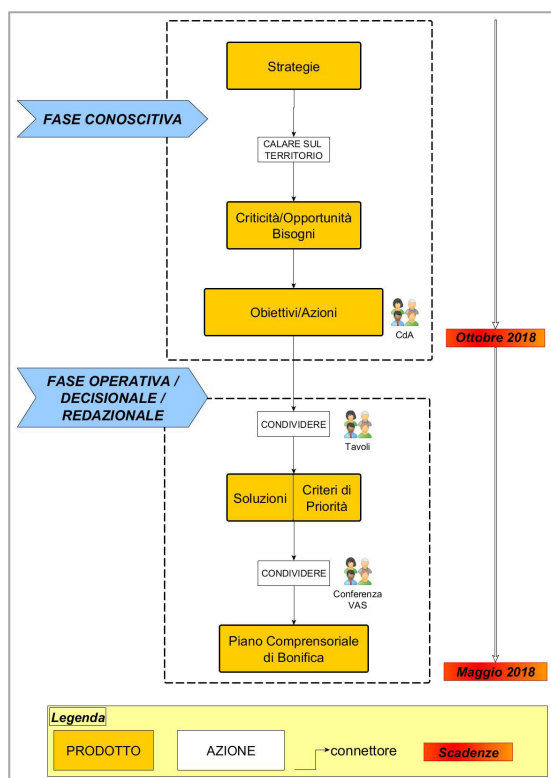 Strategie
FASE CONOSCITIVA
CALARE SUL
TERRITORIO
Criticità/Opportunità
Bisogni
Obiettivi/Azioni
CdA
Ottobre 2018
FASE OPERATIVA /
DECISIONALE /
REDAZIONALE
CONDIVIDERE
Tavoli
Soluzioni
Criteri di
Priorità
CONDIVIDERE
Conferenza
VAS
Piano Comprensoriale
di Bonifica
Maggio 2018
Legenda
PRODOTTO
AZIONE
connettore
Scadenze